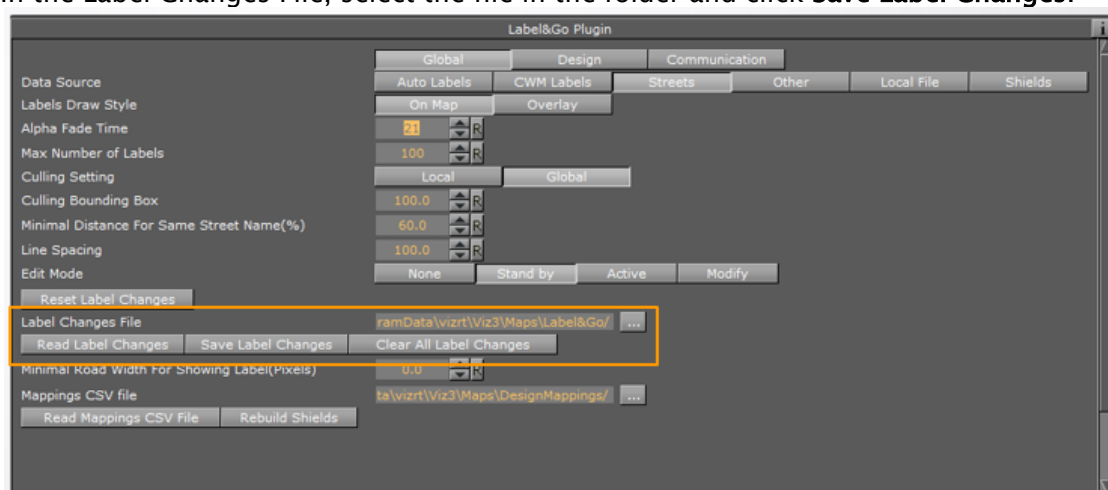 in the Label Changes File, select the file in the folder and click Save Label Changes.
Label&Go Plugin
i
Global Design Communication
Data Source Auto Labels CWM Labels Streets Other Local File Shields
Labels Draw Style On Map Overlay
Alpha Fade Time 21 R
Max Number of Labels 100 R
Culling Setting Local Global
Culling Bounding Box 100.0 R
Minimal Distance For Same Street Name(%) 60.0 R
Line Spacing 100.0 R
Edit Mode None Stand by Active Modify
Reset Label Changes
Label Changes File ramData\vizrt\Viz3\Maps\Label&Go/ ...
Read Label Changes Save Label Changes Clear All Label Changes
Minimal Road Width For Showing Label(Pixels) 0.0 R
Mappings CSV file ta\vizrt\Viz3\Maps\DesignMappings/ ...
Read Mappings CSV File Rebuild Shields